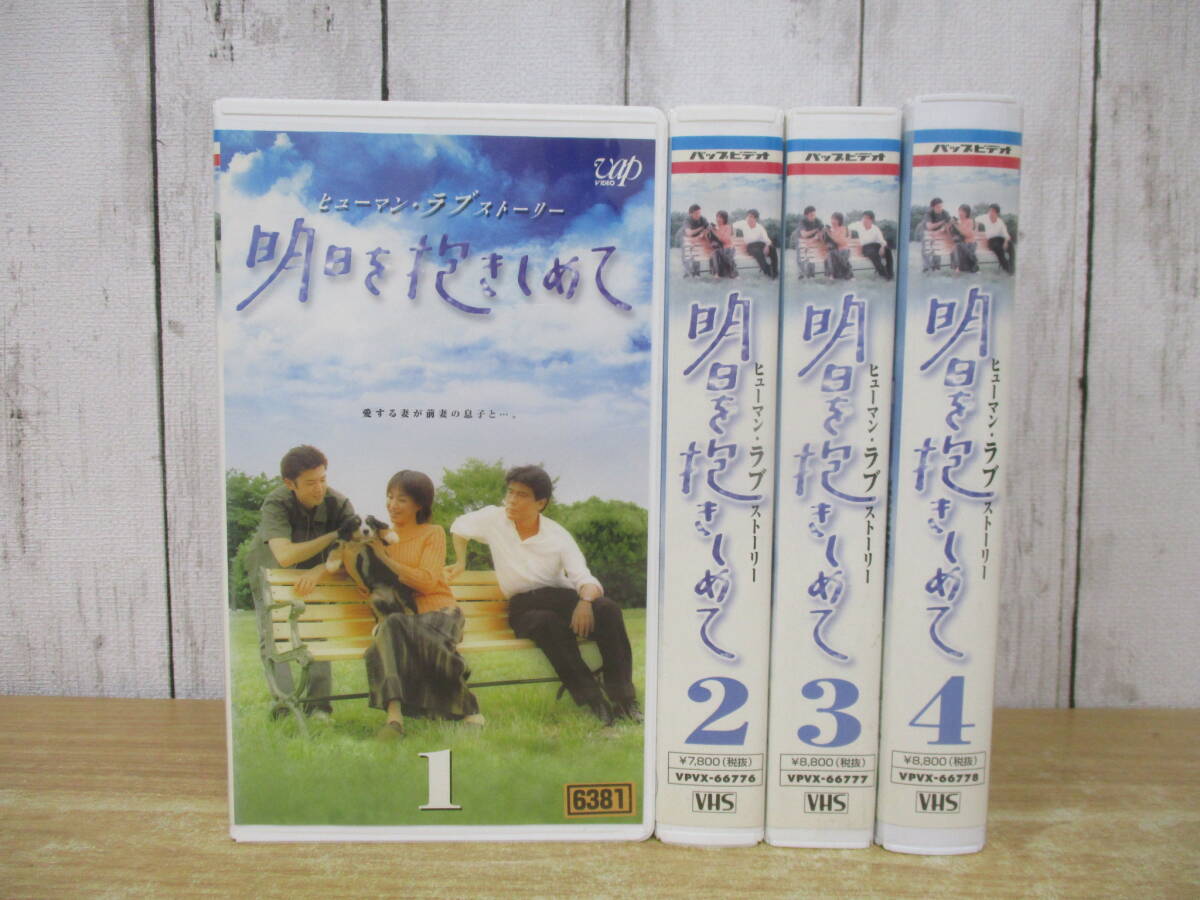 vap
VIDEO
ヒューマン・ラブストーリー
明日を抱きしめて
愛する妻が前妻の息子と…。
1
6381
バップビデオ
明日を抱きしめて
ヒューマン・ラブストーリー
2
¥7,800(税抜)
VPVX-66776
VHS
バップビデオ
明日を抱きしめて
ヒューマン・ラブストーリー
3
¥8,800(税抜)
VPVX-66777
VHS
バップビデオ
明日を抱きしめて
ヒューマン・ラブストーリー
4
¥8,800(税抜)
VPVX-66778
VHS